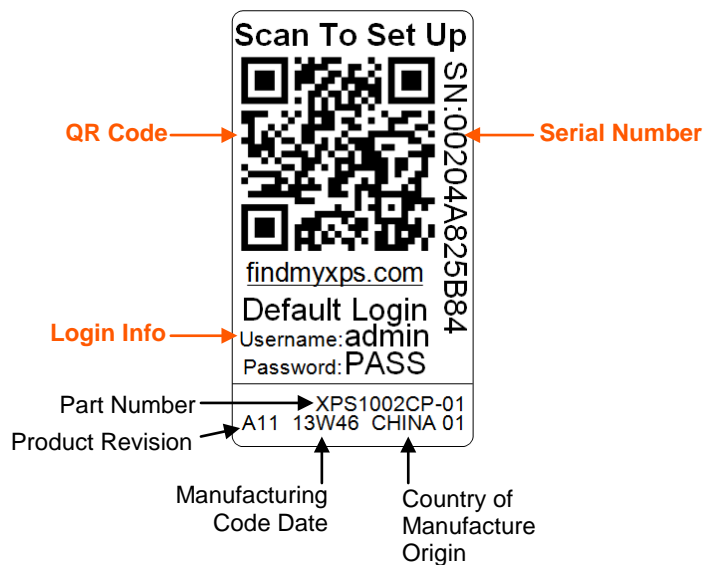 Scan To Set Up
SN:00204A825B84
QR Code
Serial Number
findmyxps.com
Default Login
Login Info
Username:admin
Password:PASS
Part Number
XPS1002CP-01
Product Revision
A11 13W46 CHINA 01
Manufacturing
Code Date
Country of
Manufacture
Origin